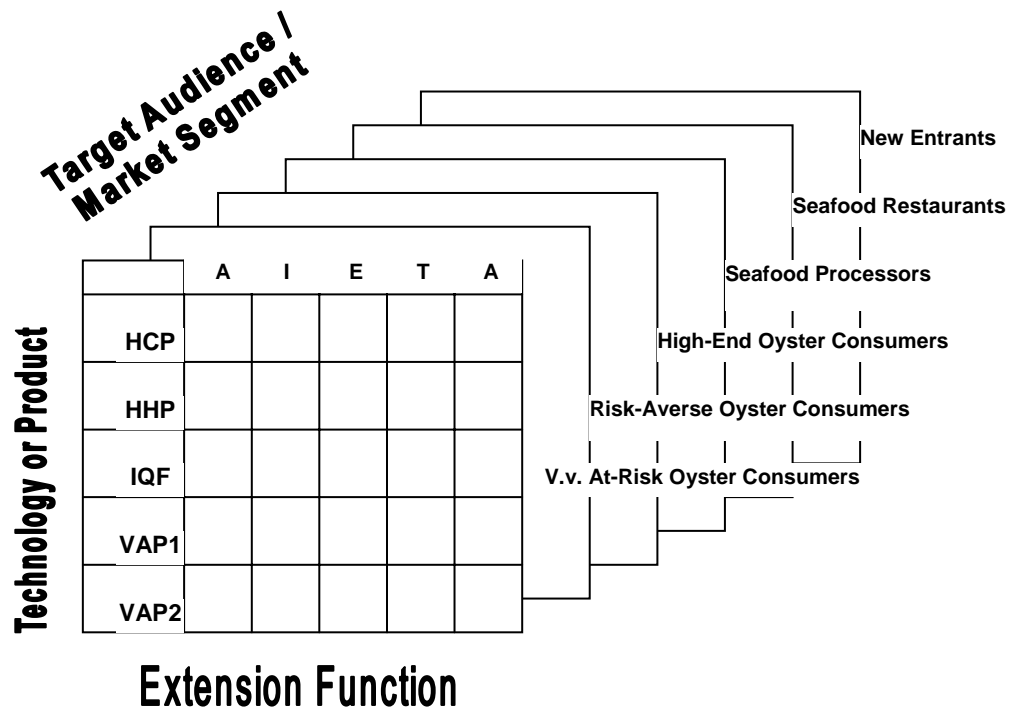 Target Audience /
Market Segment
New Entrants
Seafood Restaurants
Seafood Processors
High-End Oyster Consumers
Risk-Averse Oyster Consumers
V.v. At-Risk Oyster Consumers
A I E T A
HCP
HHP
IQF
VAP1
VAP2
Technology or Product
Extension Function